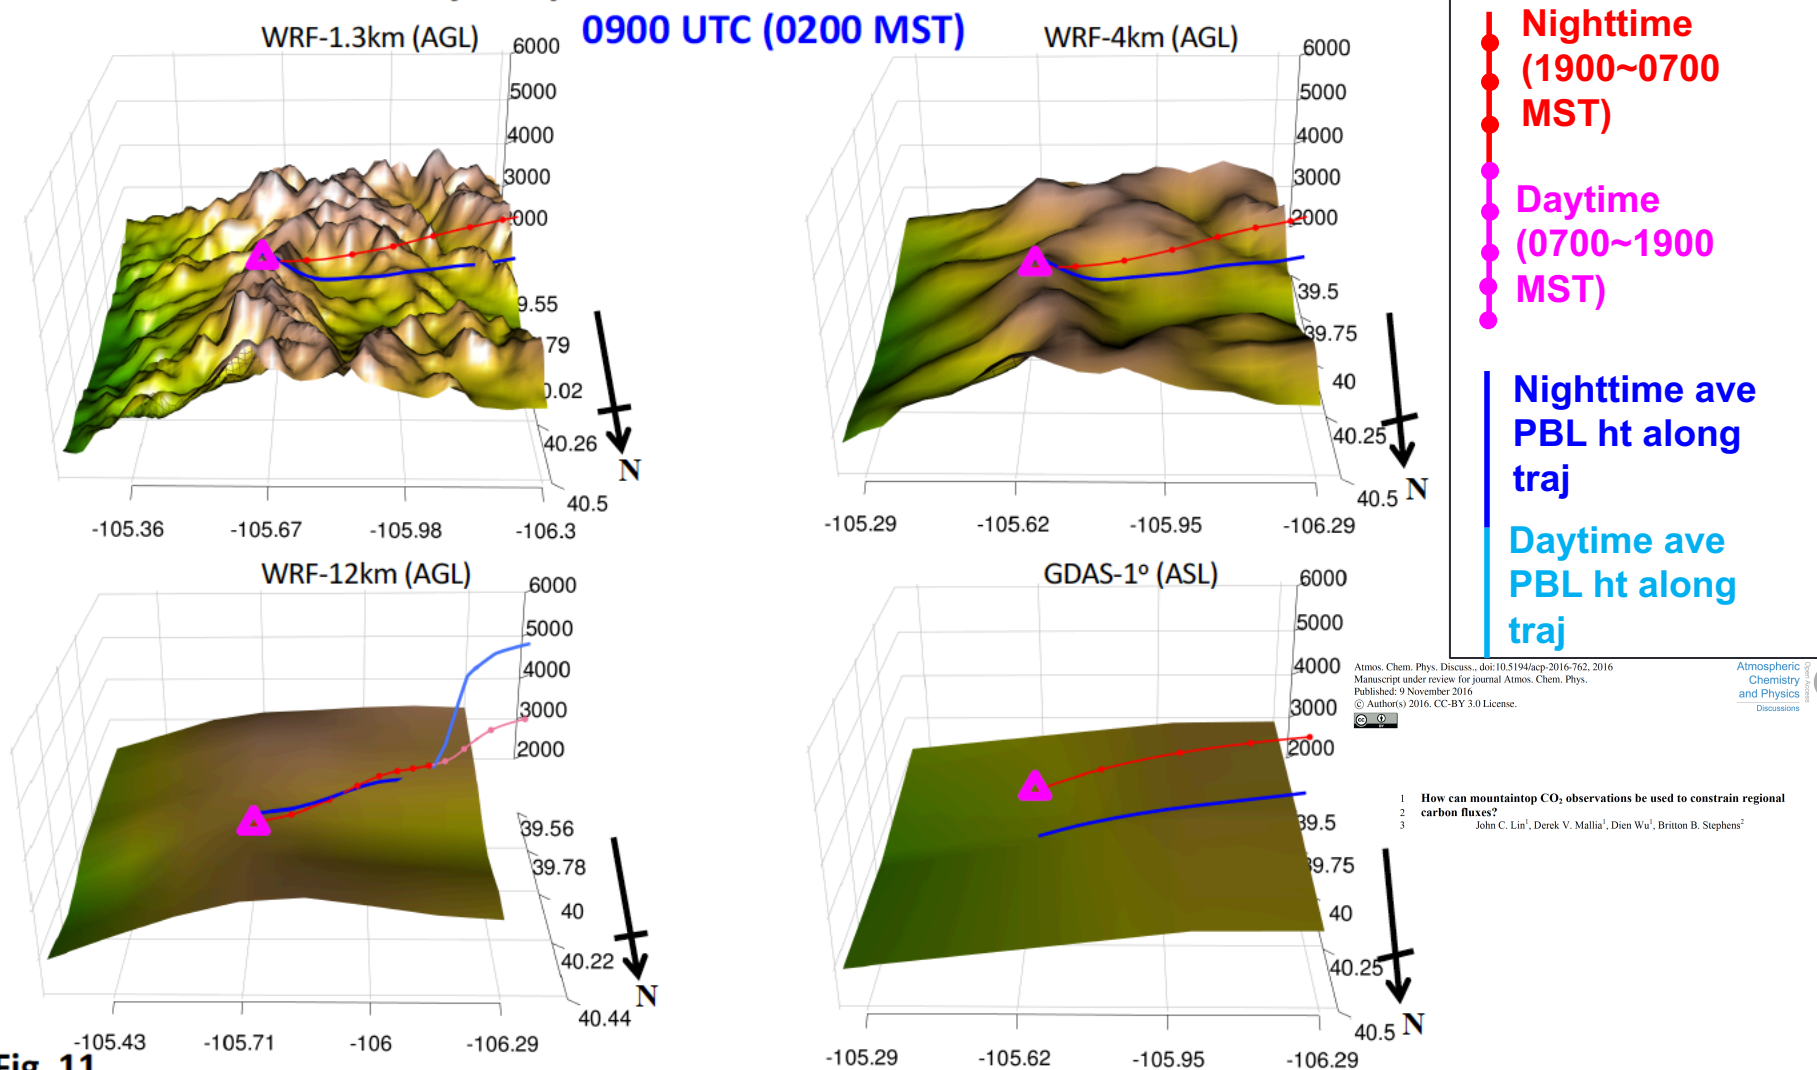 0900 UTC (0200 MST)
WRF-1.3km (AGL)
6000
5000
4000
3000
000
9.55
79
0.02
40.26
40.5
N
-105.36
-105.67
-105.98
-106.3
WRF-4km (AGL)
6000
5000
4000
3000
2000
39.5
39.75
40
40.25
40.5
N
-105.29
-105.62
-105.95
-106.29
WRF-12km (AGL)
6000
5000
4000
3000
2000
39.56
39.78
40
40.22
40.44
N
-105.43
-105.71
-106
-106.29
GDAS-1º (ASL)
6000
5000
4000
3000
2000
39.5
39.75
40
40.25
40.5
N
-105.29
-105.62
-105.95
-106.29
Fig. 11
Nighttime
(1900~0700
MST)
Daytime
(0700~1900
MST)
Nighttime ave
PBL ht along
traj
Daytime ave
PBL ht along
traj
Atmos. Chem. Phys. Discuss., doi:10.5194/acp-2016-762, 2016
Manuscript under review for journal Atmos. Chem. Phys.
Published: 9 November 2016
© Author(s) 2016. CC-BY 3.0 License.
Atmospheric
Chemistry
and Physics
Discussions
Open Access
1 How can mountaintop CO2 observations be used to constrain regional
2 carbon fluxes?
3 John C. Lin1, Derek V. Mallia1, Dien Wu1, Britton B. Stephens2